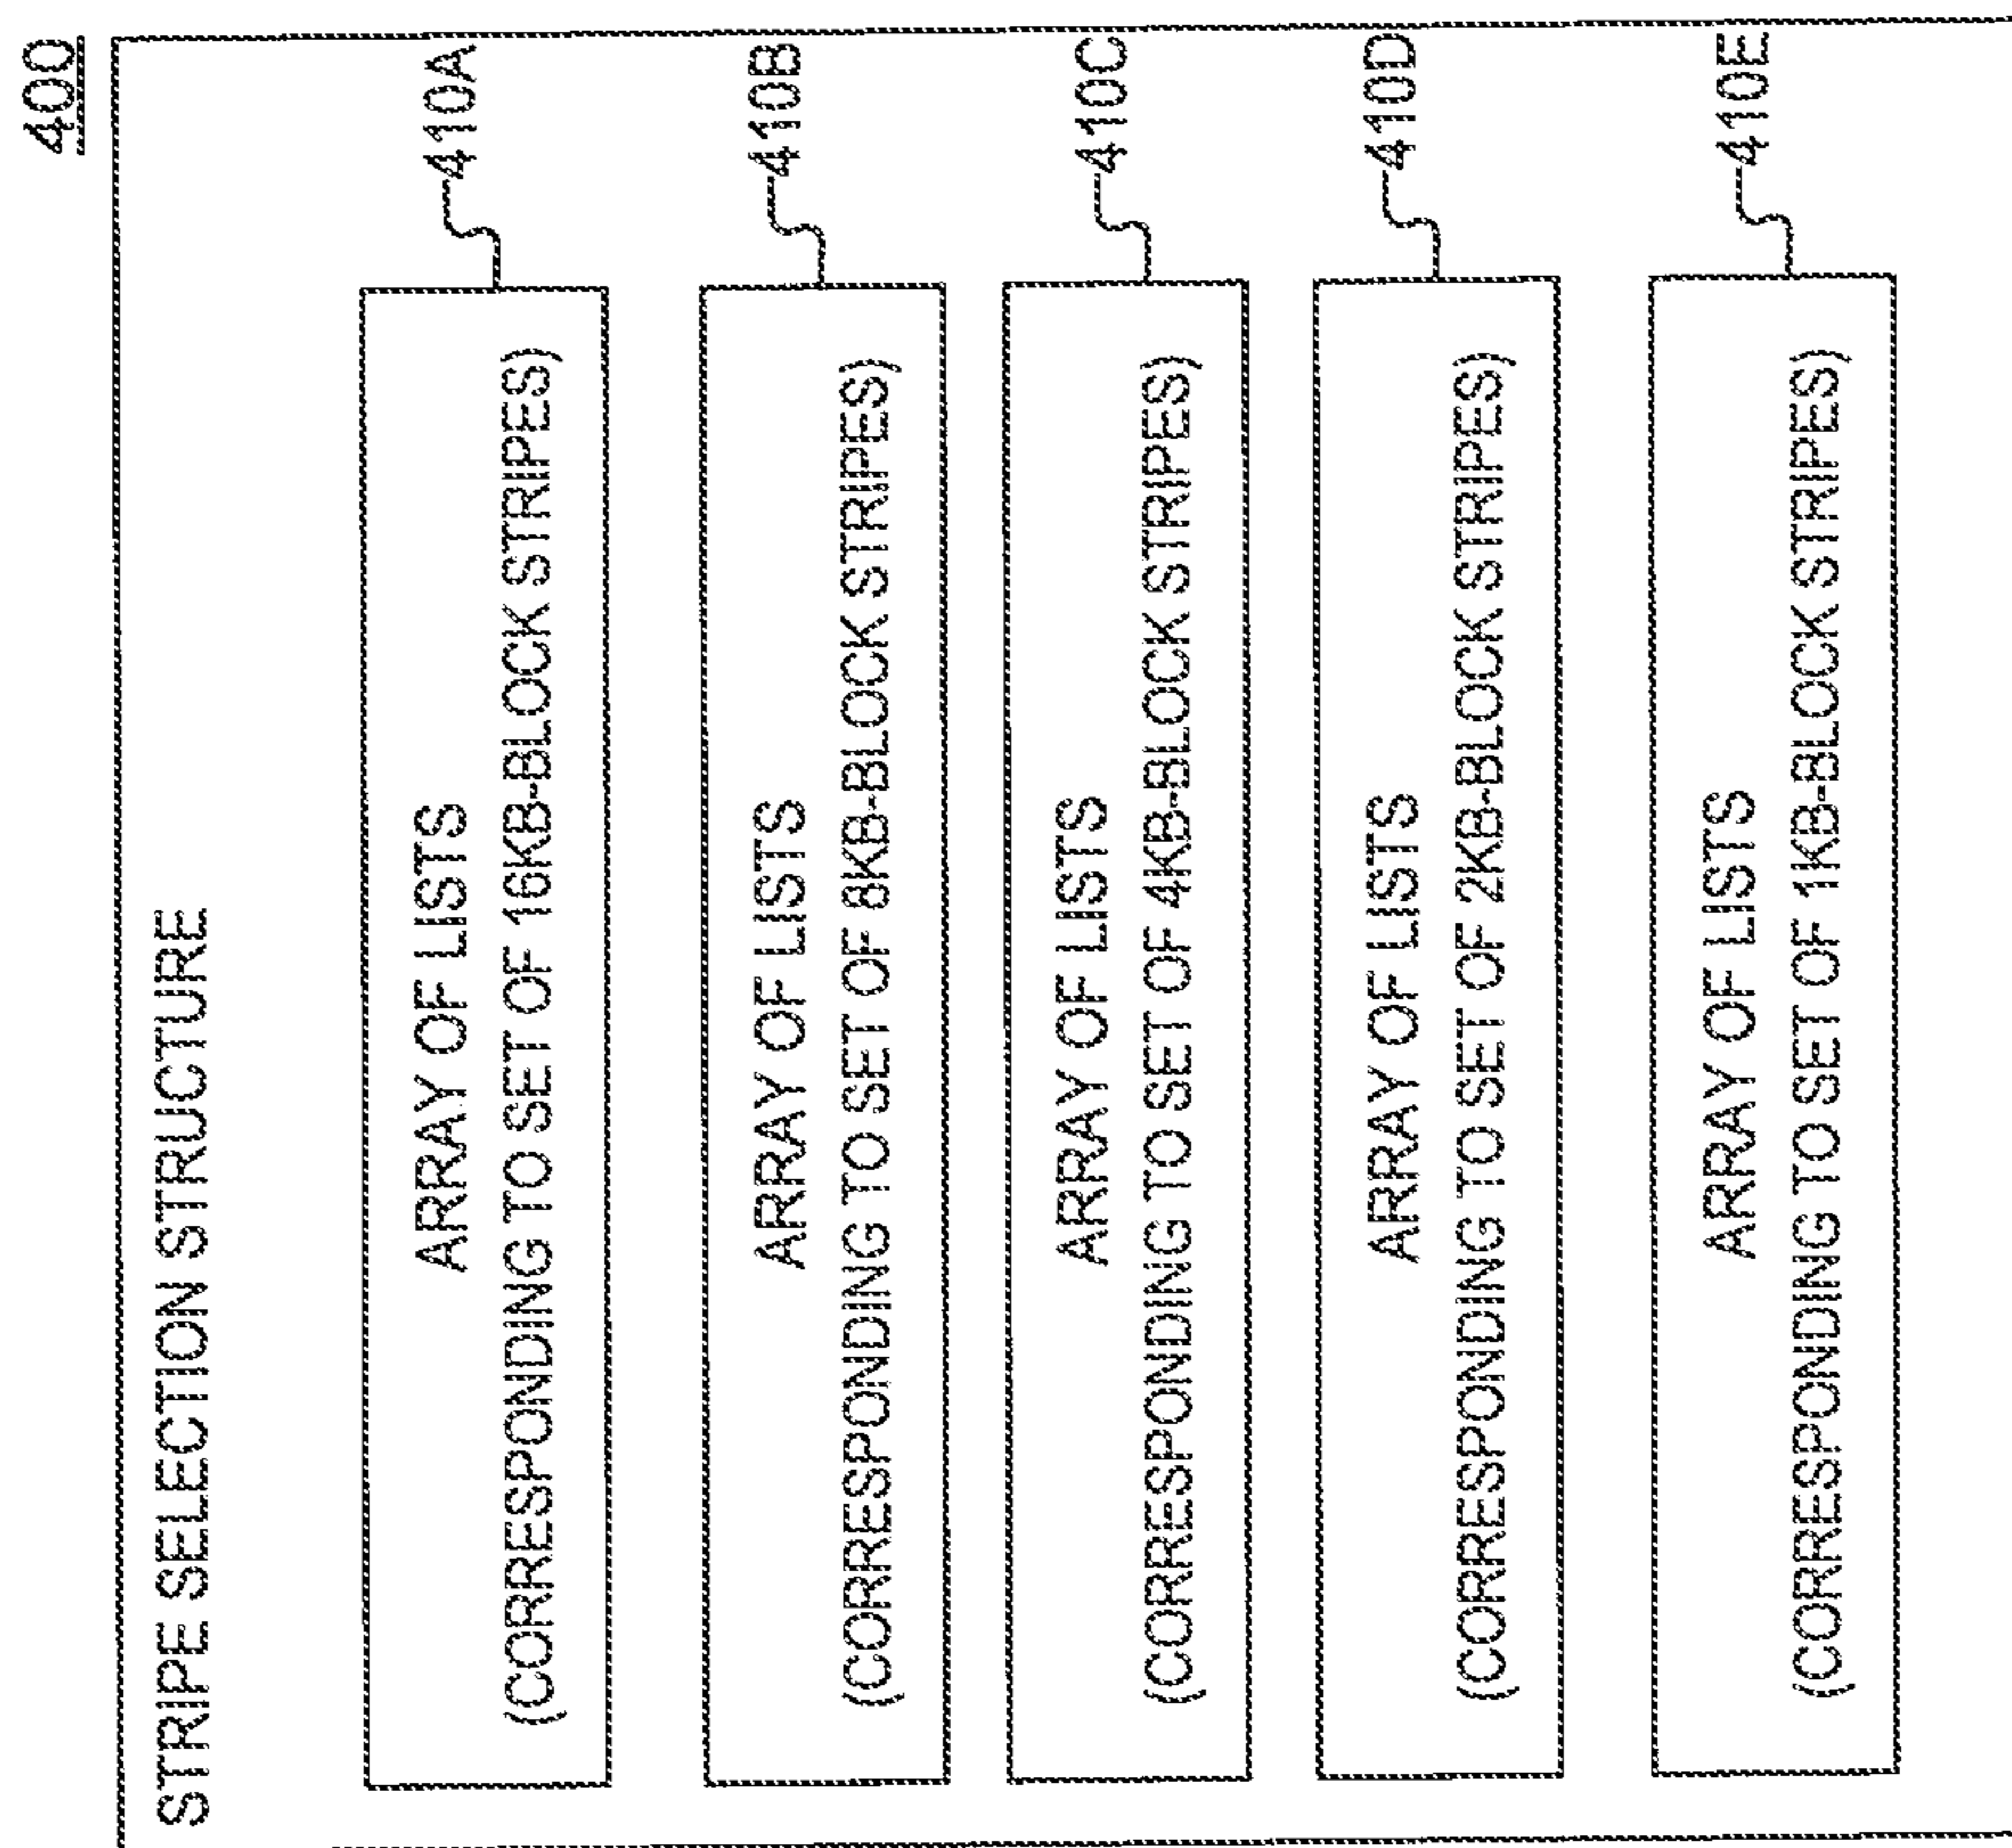 400
STRIPE SELECTION STRUCTURE
410A
ARRAY OF LISTS
(CORRESPONDING TO SET OF 16KB-BLOCK STRIPES)
410B
ARRAY OF LISTS
(CORRESPONDING TO SET OF 8KB-BLOCK STRIPES)
410C
ARRAY OF LISTS
(CORRESPONDING TO SET OF 4KB-BLOCK STRIPES)
410D
ARRAY OF LISTS
(CORRESPONDING TO SET OF 2KB-BLOCK STRIPES)
410E
ARRAY OF LISTS
(CORRESPONDING TO SET OF 1KB-BLOCK STRIPES)